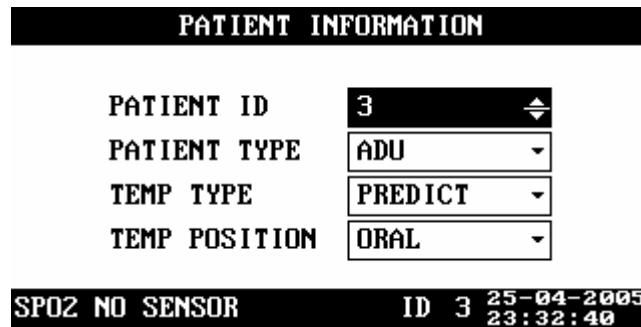 PATIENT INFORMATION
PATIENT ID 3
PATIENT TYPE ADU
TEMP TYPE PREDICT
TEMP POSITION ORAL
SPO2 NO SENSOR ID 3 25-04-2005
23:32:40